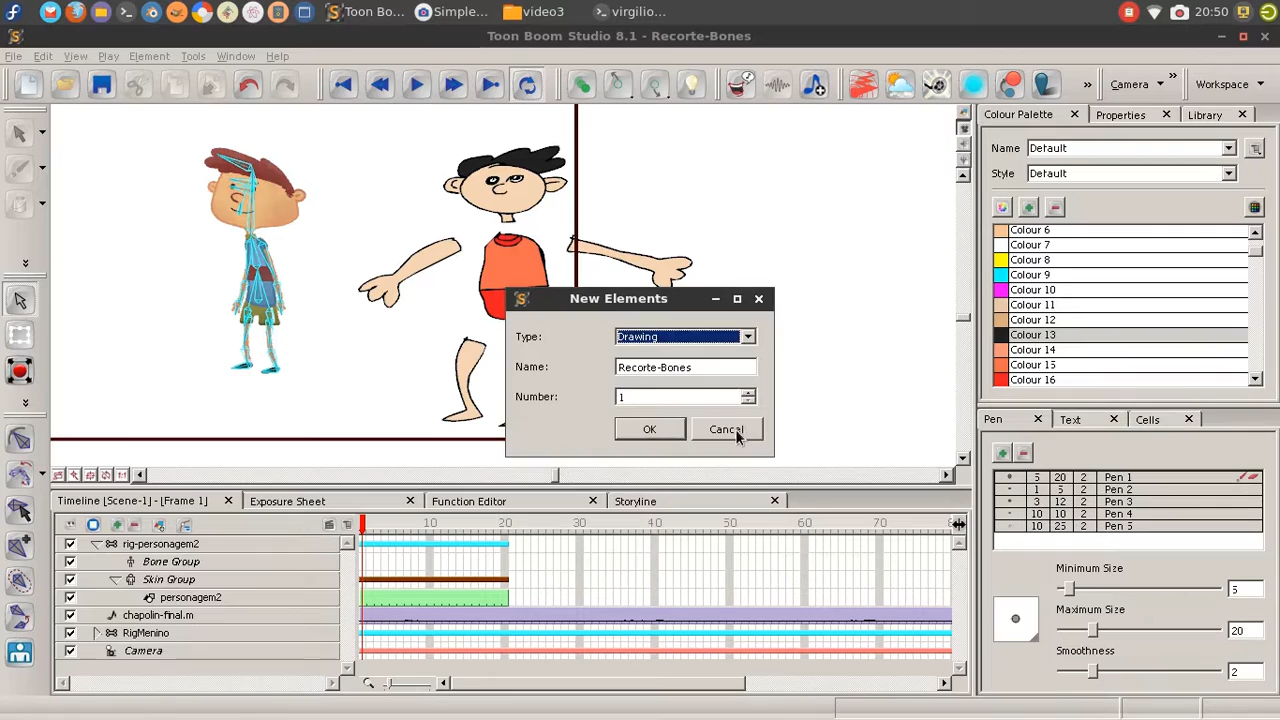 Toon Bo...
Simple...
video3
virgilio...
20:50
Toon Boom Studio 8.1 - Recorte-Bones
File Edit View Play Element Tools Window Help
Camera
Workspace
Colour Palette
Properties
Library
Name Default
Style Default
Colour 6
Colour 7
Colour 8
Colour 9
Colour 10
Colour 11
Colour 12
Colour 13
Colour 14
Colour 15
Colour 16
New Elements
Type: Drawing
Name: Recorte-Bones
Number: 1
OK Cancel
Pen
Text
Cells
5 20 2 Pen 1
1 5 2 Pen 2
3 12 2 Pen 3
10 10 2 Pen 4
10 25 2 Pen 5
Minimum Size
5
Maximum Size
20
Smoothness
2
Timeline [Scene-1] - [Frame 1]
Exposure Sheet
Function Editor
Storyline
10 20 30 40 50 60 70 8
rig-personagem2
Bone Group
Skin Group
personagem2
chapolin-final.m
RigMenino
Camera